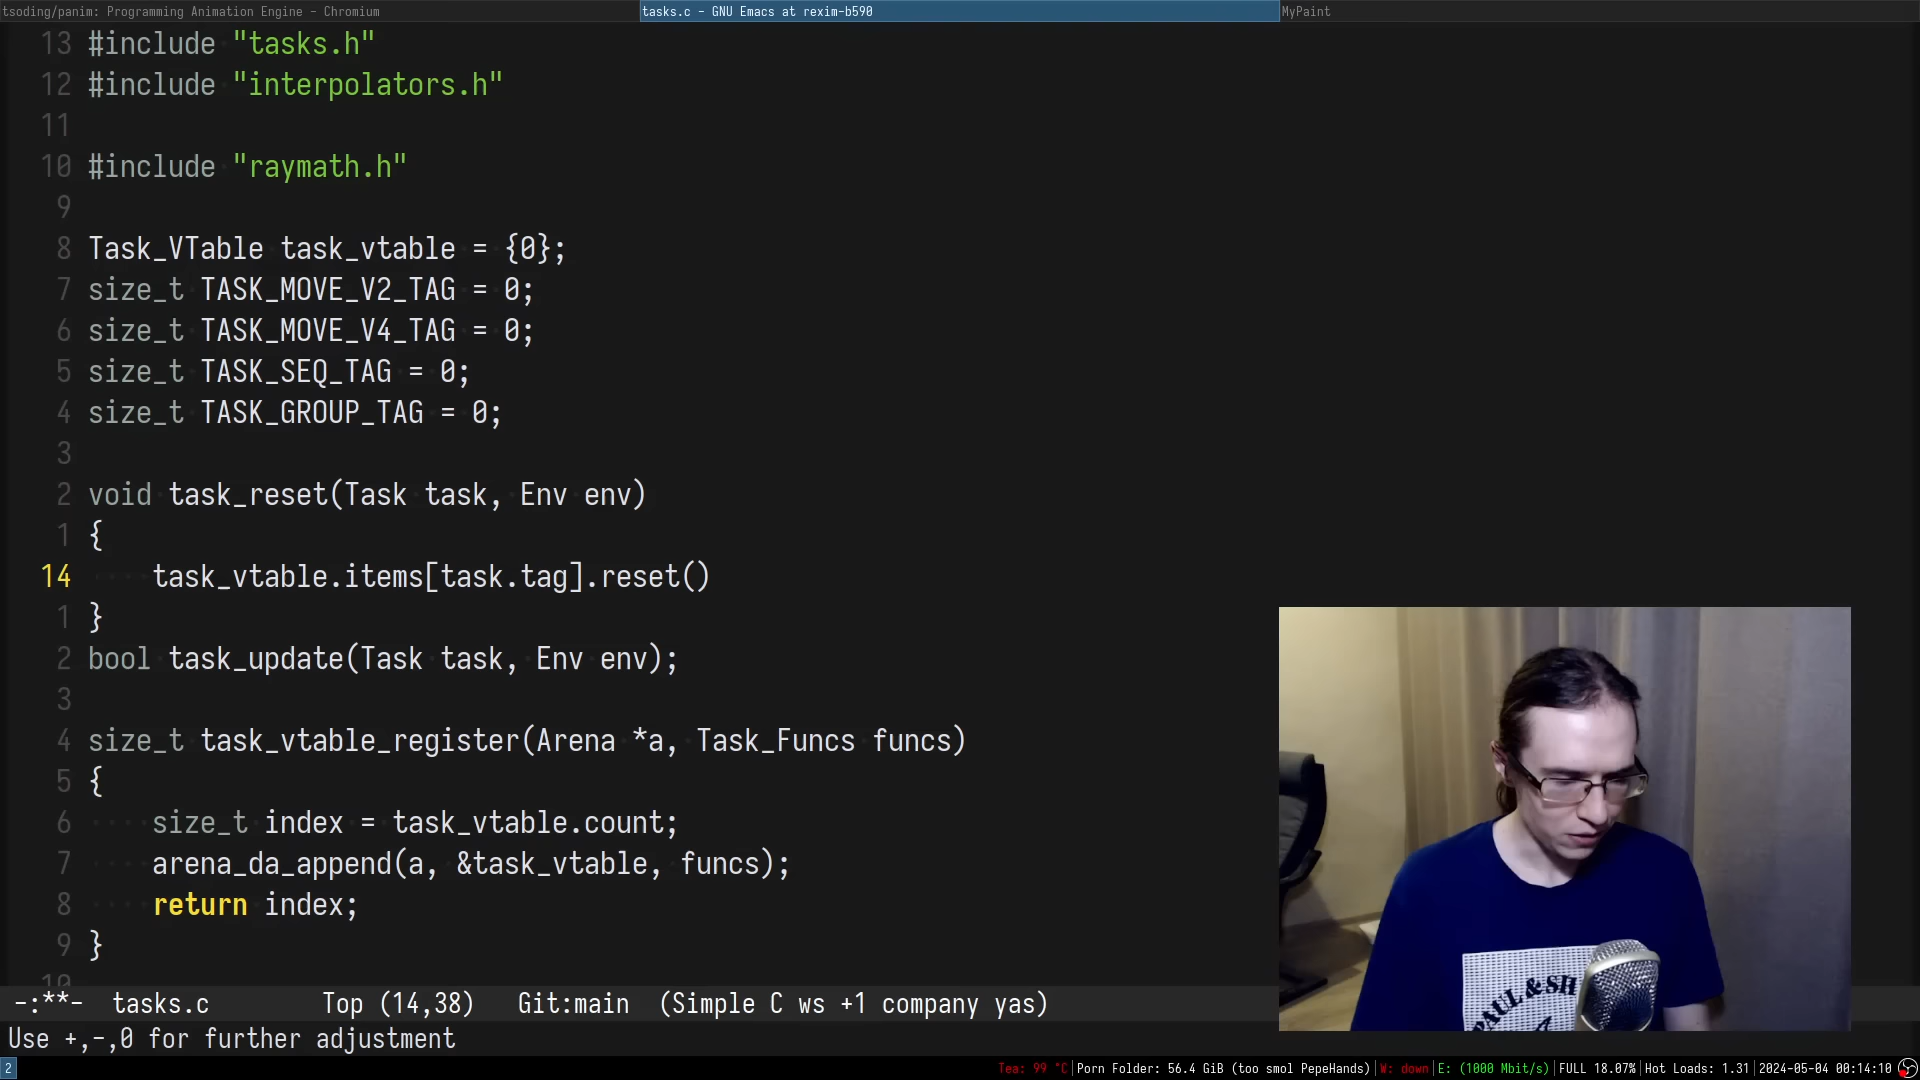 tsoding/panim: Programming Animation Engine - Chromium
tasks.c - GNU Emacs at rexim-b590
MyPaint
13 #include "tasks.h"
12 #include "interpolators.h"
11
10 #include "raymath.h"
9
8 Task_VTable task_vtable = {0};
7 size_t TASK_MOVE_V2_TAG = 0;
6 size_t TASK_MOVE_V4_TAG = 0;
5 size_t TASK_SEQ_TAG = 0;
4 size_t TASK_GROUP_TAG = 0;
3
2 void task_reset(Task task, Env env)
1 {
14     task_vtable.items[task.tag].reset()
1 }
2 bool task_update(Task task, Env env);
3
4 size_t task_vtable_register(Arena *a, Task_Funcs funcs)
5 {
6     size_t index = task_vtable.count;
7     arena_da_append(a, &task_vtable, funcs);
8     return index;
9 }
10
PAUL & SH
-:**-  tasks.c  Top (14,38)  Git:main  (Simple C ws +1 company yas)
Use +,-,0 for further adjustment
2
Tea: 99 °C|Porn Folder: 56.4 GiB (too smol PepeHands)|W: down|E: (1000 Mbit/s)|FULL 18.07%|Hot Loads: 1.31|2024-05-04 00:14:10